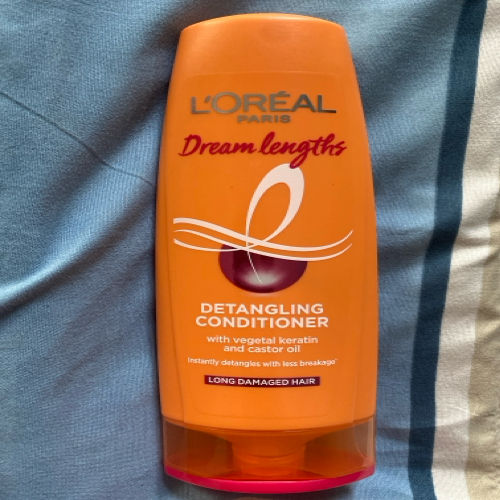 L'ORÉAL
PARIS
Dream lengths
DETANGLING
CONDITIONER
with vegetal keratin
and castor oil
Instantly detangles with less breakage*
LONG DAMAGED HAIR